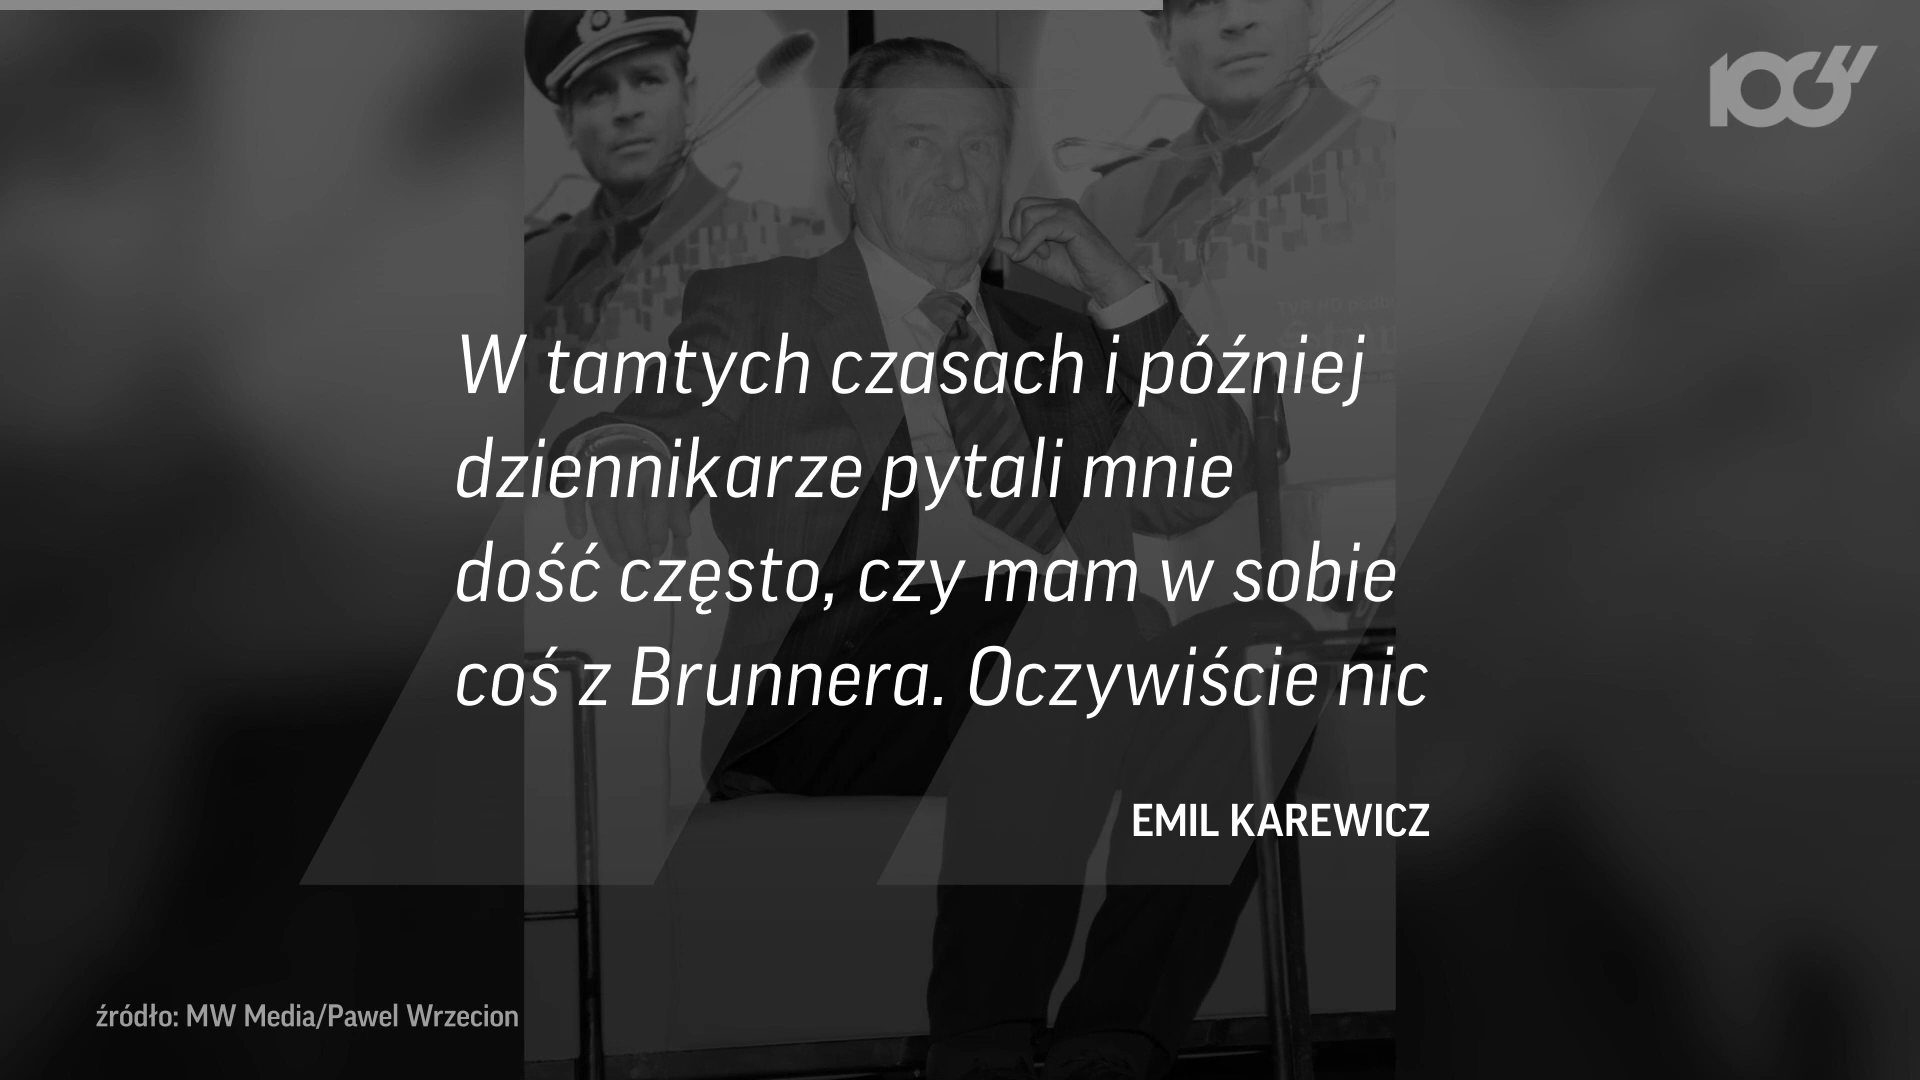 100
W tamtych czasach i później
dziennikarze pytali mnie
dość często, czy mam w sobie
coś z Brunnera. Oczywiście nic
EMIL KAREWICZ
źródło: MW Media/Pawel Wrzecion